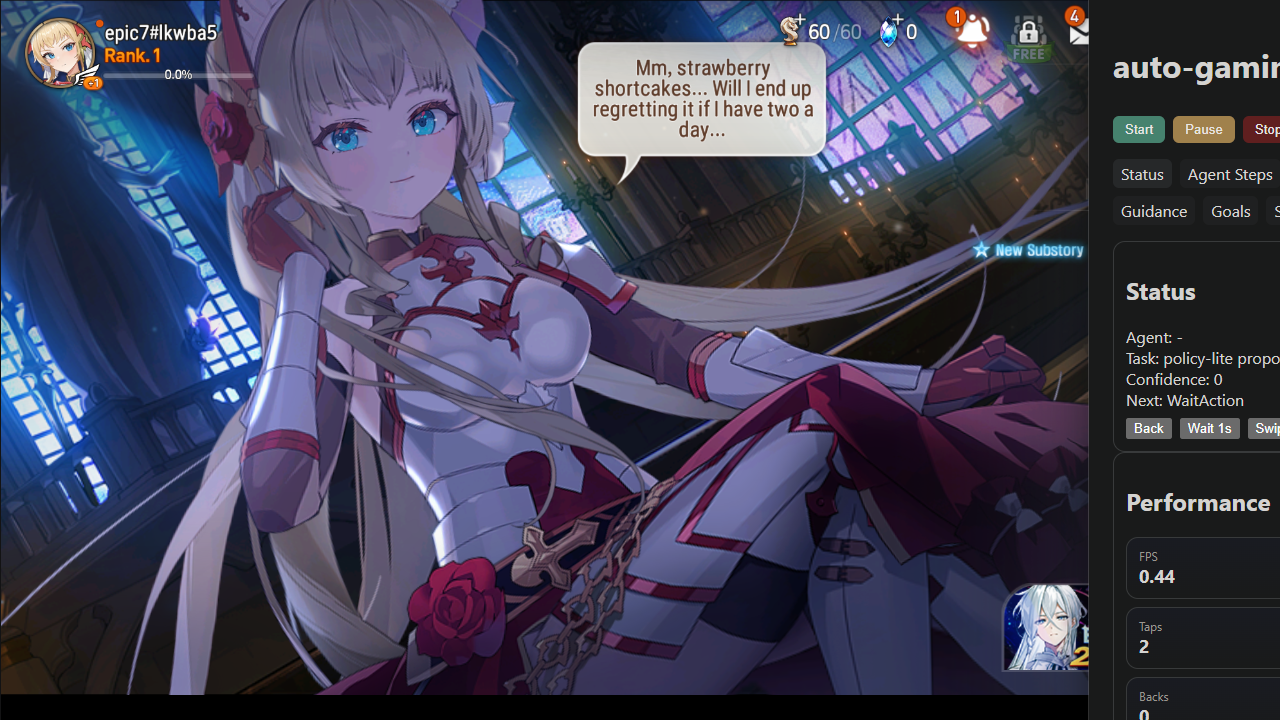 epic7#lkwba5
Rank. 1
0.0%
+1
60/60
0
1
FREE
4
Mm, strawberry
shortcakes... Will I end up
regretting it if I have two a
day...
New Substory
2
auto-gamin
Start
Pause
Stop
Status
Agent Steps
Guidance
Goals
S
Status
Agent: -
Task: policy-lite propo
Confidence: 0
Next: WaitAction
Back
Wait 1s
Swip
Performance
FPS
0.44
Taps
2
Backs
0